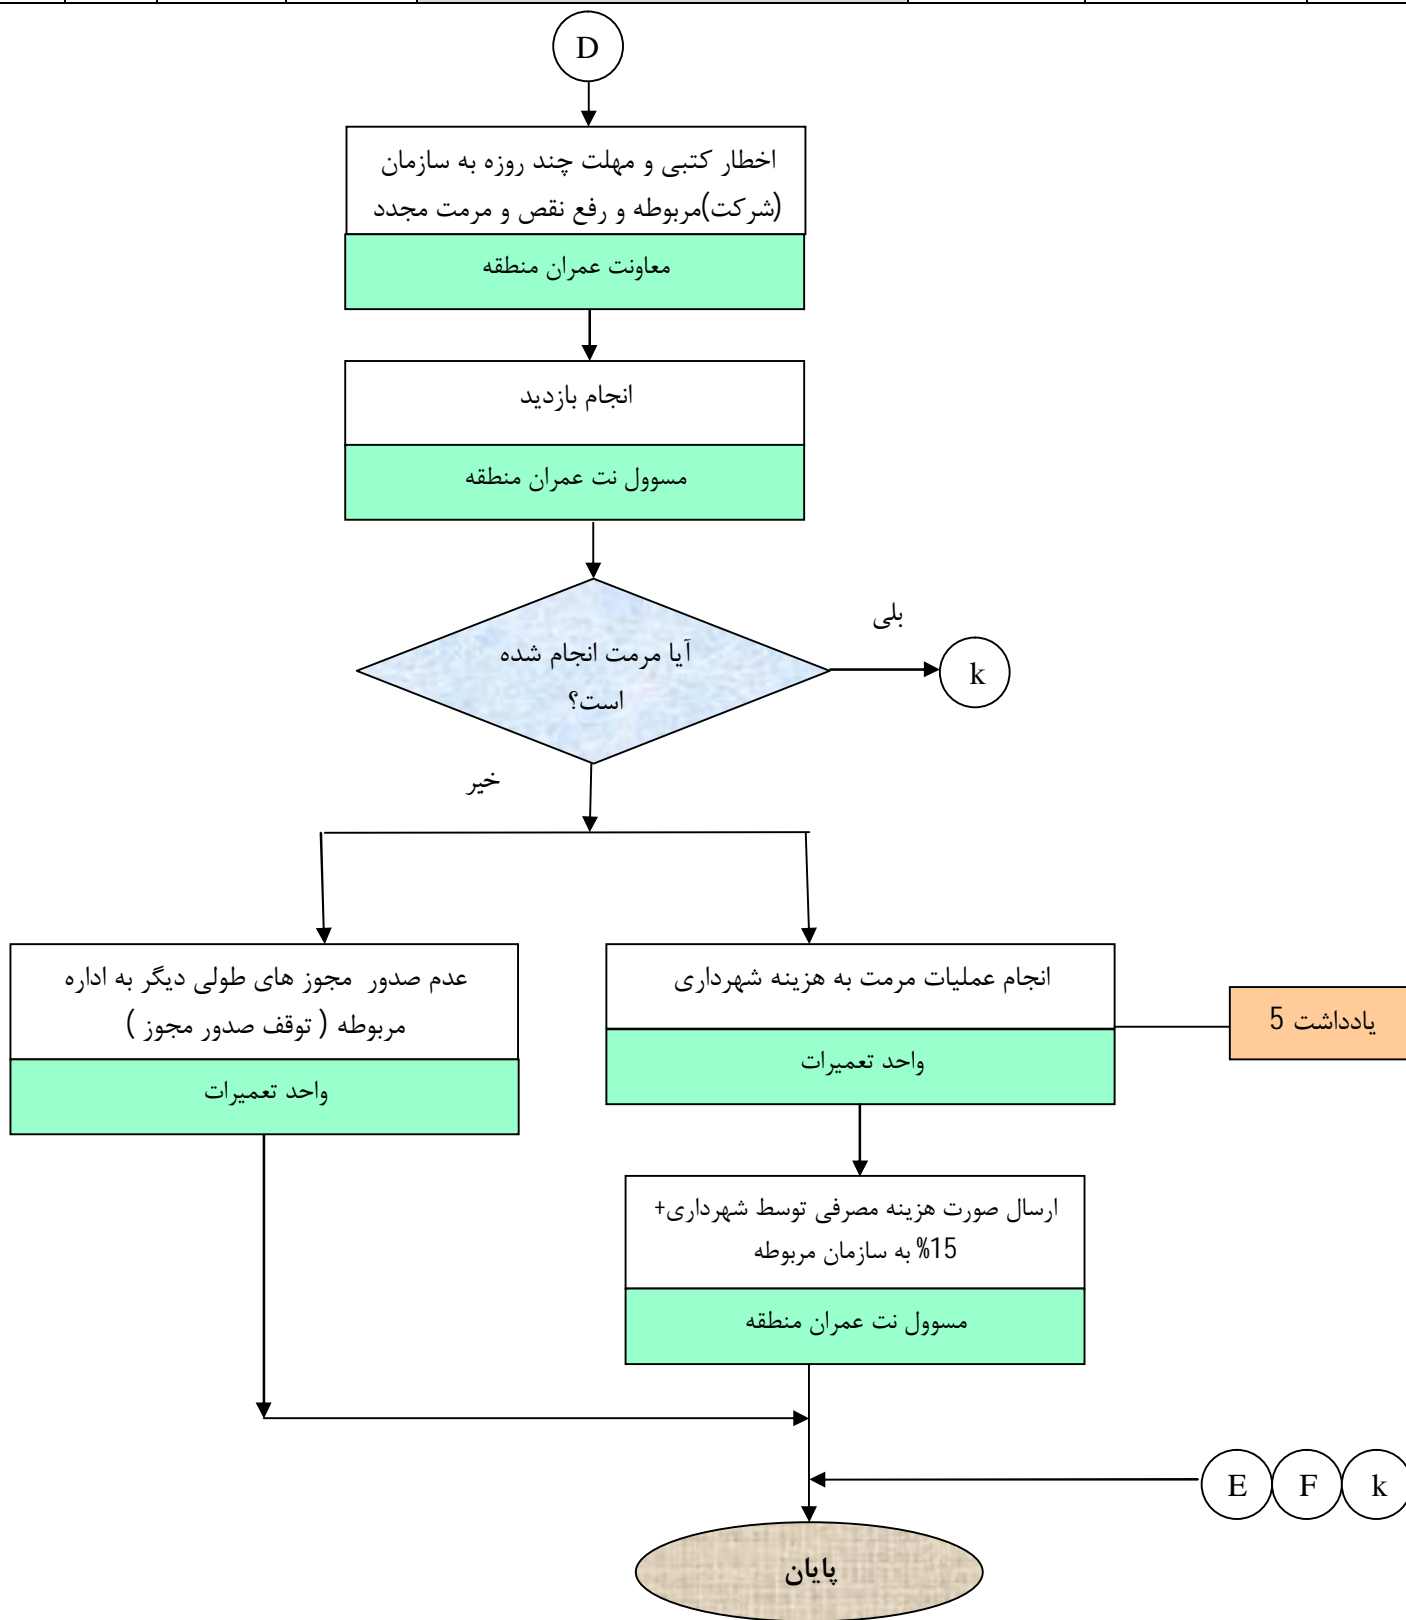 D
اخطار کتبی و مهلت چند روزه به سازمان
(شرکت)مربوطه و رفع نقص و مرمت مجدد
معاونت عمران منطقه
انجام بازدید
مسوول نت عمران منطقه
بلی
آیا مرمت انجام شده
است؟
k
خیر
انجام عملیات مرمت به هزینه شهرداری
واحد تعمیرات
یادداشت 5
عدم صدور مجوز های طولی دیگر به اداره
مربوطه ( توقف صدور مجوز )
واحد تعمیرات
ارسال صورت هزینه مصرفی توسط شهرداری+
15% به سازمان مربوطه
مسوول نت عمران منطقه
E F k
پایان